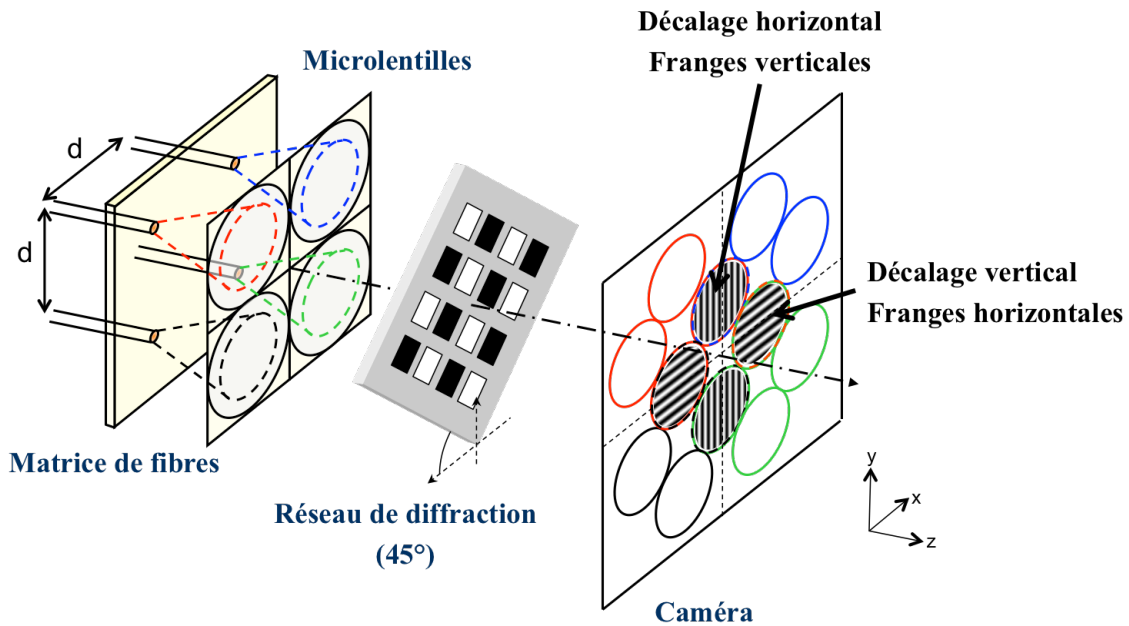 Décalage horizontal
Franges verticales
Microlentilles
d
d
Décalage vertical
Franges horizontales
Matrice de fibres
Réseau de diffraction
(45°)
Caméra
y
x
z